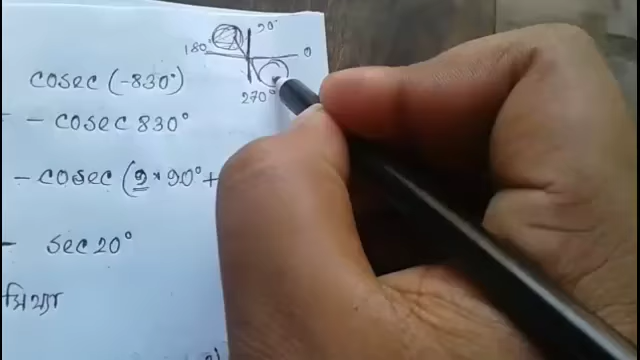 90°
180° 0
270°
cosec (-830°)
- cosec 830°
- cosec (9 * 90° +
- sec 20°
মিথ্যা